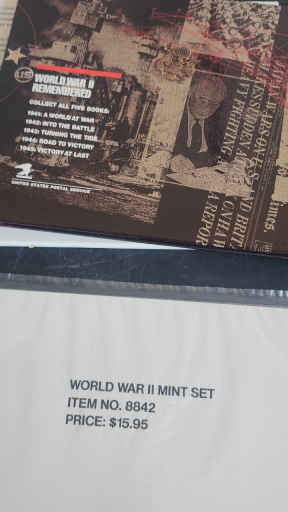 WORLD WAR II
REMEMBERED
COLLECT ALL FIVE BOOKS:
1941: A WORLD AT WAR
1942: INTO THE BATTLE
1943: TURNING THE TIDE
1944: ROAD TO VICTORY
1945: VICTORY AT LAST
UNITED STATES POSTAL SERVICE
WORLD WAR II MINT SET
ITEM NO. 8842
PRICE: $15.95